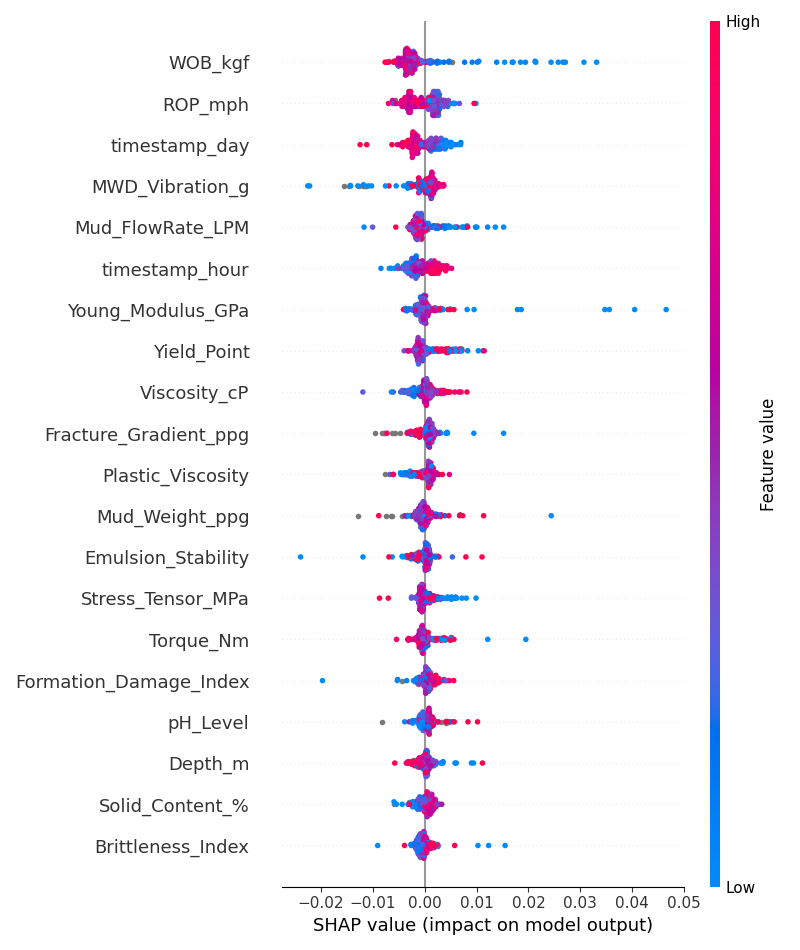 High
WOB_kgf
ROP_mph
timestamp_day
MWD_Vibration_g
Mud_FlowRate_LPM
timestamp_hour
Young_Modulus_GPa
Yield_Point
Viscosity_cP
Fracture_Gradient_ppg
Plastic_Viscosity
Mud_Weight_ppg
Emulsion_Stability
Stress_Tensor_MPa
Torque_Nm
Formation_Damage_Index
pH_Level
Depth_m
Solid_Content_%
Brittleness_Index
Feature value
Low
−0.02 −0.01 0.00 0.01 0.02 0.03 0.04 0.05
SHAP value (impact on model output)